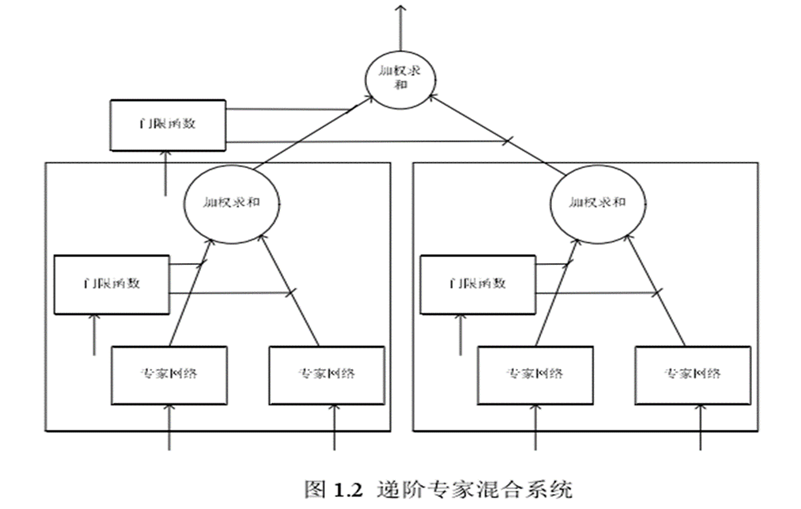 加权求
和
门限函数
加权求和
加权求和
门限函数
门限函数
专家网络
专家网络
专家网络
专家网络
图 1.2 递阶专家混合系统